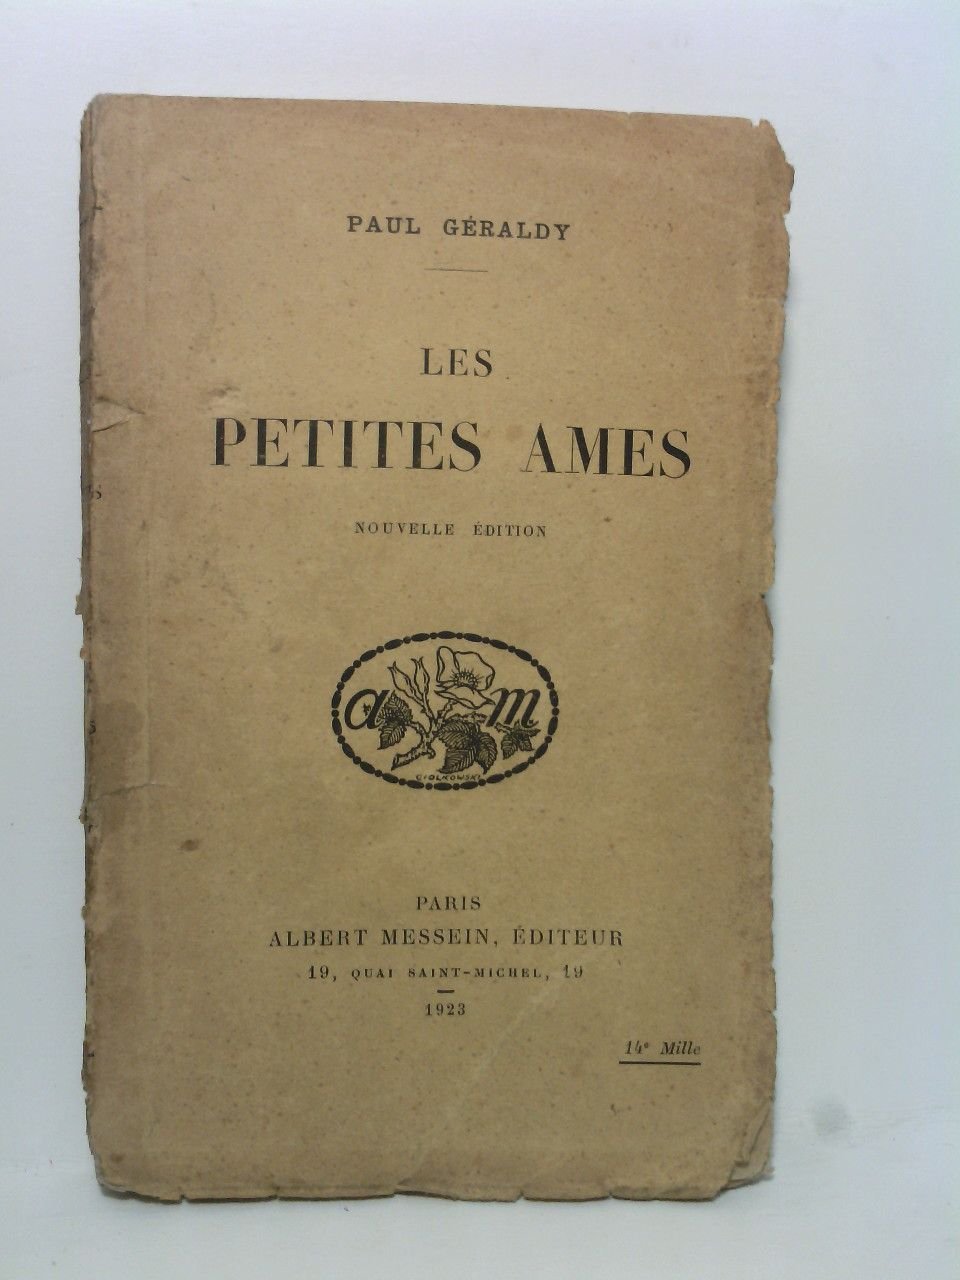 PAUL GÉRALDY
LES
PETITES AMES
NOUVELLE ÉDITION
a m
CIOLKOWSKI
PARIS
ALBERT MESSEIN, ÉDITEUR
19, QUAI SAINT-MICHEL, 19
1923
14e Mille